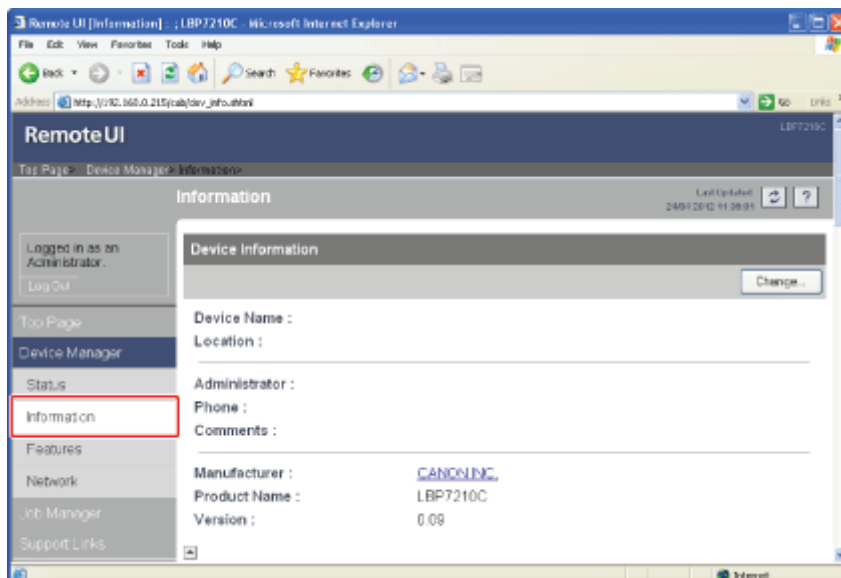 Remote UI [Information] : ; LBP7210C - Microsoft Internet Explorer
File Edit View Favorites Tools Help
Back Search Favorites
Address Go Links
Remote UI
LBP7210C
Top Page> Device Manager> Information>
Information
Last Updated:
?
Logged in as an
Administrator.
Log Out
Device Information
Change...
Top Page
Device Manager
Status
Information
Features
Network
Job Manager
Support Links
Device Name :
Location :
Administrator :
Phone :
Comments :
Manufacturer : CANON INC.
Product Name : LBP7210C
Version : 0.09
Internet